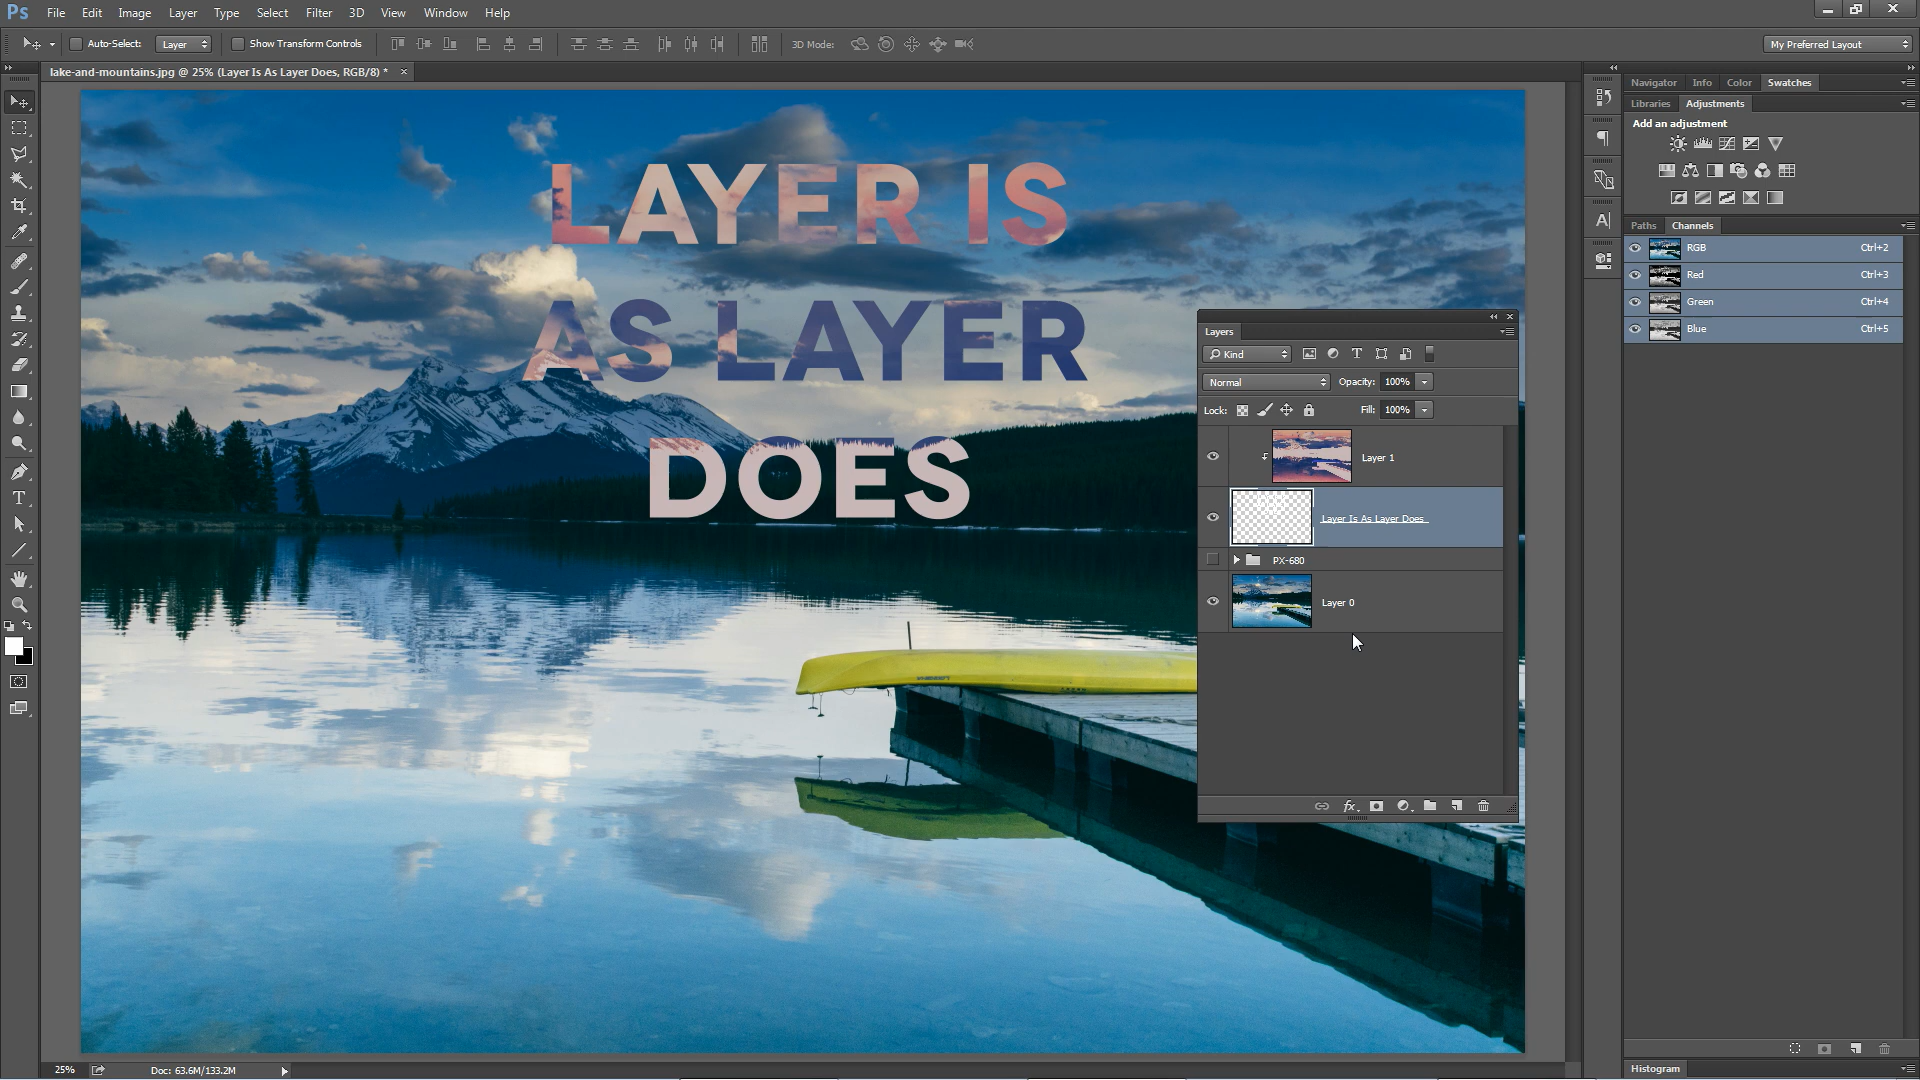 Ps File Edit Image Layer Type Select Filter 3D View Window Help
Auto-Select: Layer Show Transform Controls 3D Mode: My Preferred Layout
lake-and-mountains.jpg @ 25% (Layer Is As Layer Does, RGB/8) * ×
LAYER IS
AS LAYER
DOES
Layers
Kind
Normal Opacity: 100%
Lock: Fill: 100%
Layer 1
Layer Is As Layer Does
PX-680
Layer 0
fx
Navigator Info Color Swatches
Libraries Adjustments
Add an adjustment
Paths Channels
RGB Ctrl+2
Red Ctrl+3
Green Ctrl+4
Blue Ctrl+5
Histogram
25% Doc: 63.6M/133.2M